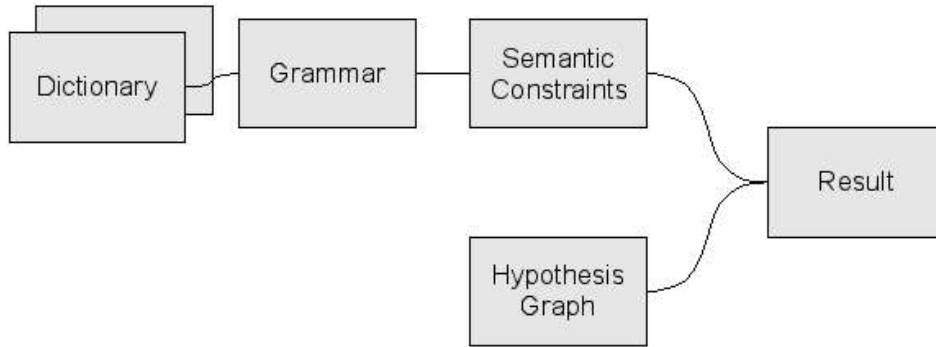 Dictionary
Grammar
Semantic
Constraints
Result
Hypothesis
Graph